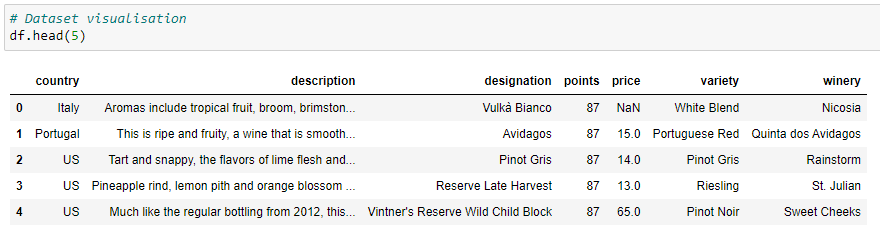 # Dataset visualisation
df.head(5)
country description designation points price variety winery
0 Italy Aromas include tropical fruit, broom, brimston... Vulkà Bianco 87 NaN White Blend Nicosia
1 Portugal This is ripe and fruity, a wine that is smooth... Avidagos 87 15.0 Portuguese Red Quinta dos Avidagos
2 US Tart and snappy, the flavors of lime flesh and... Pinot Gris 87 14.0 Pinot Gris Rainstorm
3 US Pineapple rind, lemon pith and orange blossom ... Reserve Late Harvest 87 13.0 Riesling St. Julian
4 US Much like the regular bottling from 2012, this... Vintner's Reserve Wild Child Block 87 65.0 Pinot Noir Sweet Cheeks